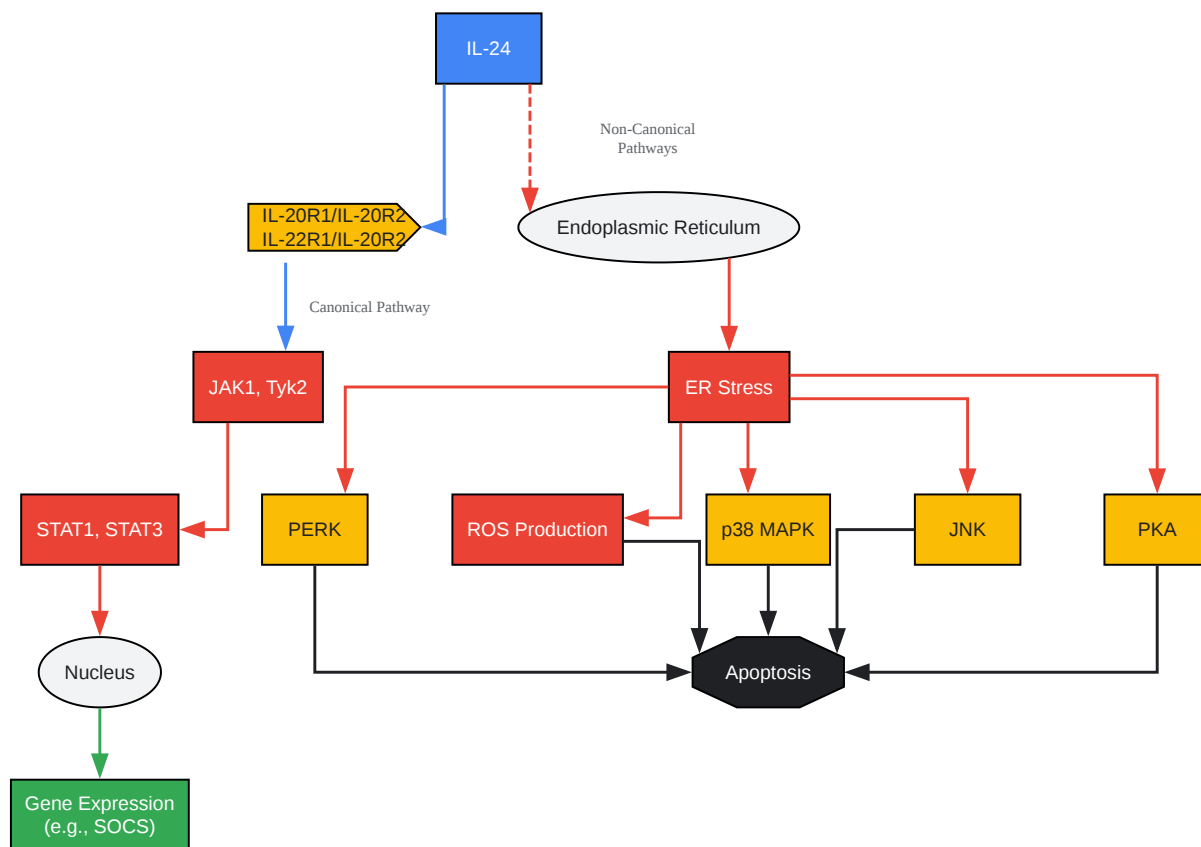 IL-24
Non-Canonical
Pathways
IL-20R1/IL-20R2
IL-22R1/IL-20R2
Endoplasmic Reticulum
Canonical Pathway
JAK1, Tyk2
ER Stress
STAT1, STAT3
PERK
ROS Production
p38 MAPK
JNK
PKA
Nucleus
Apoptosis
Gene Expression
(e.g., SOCS)